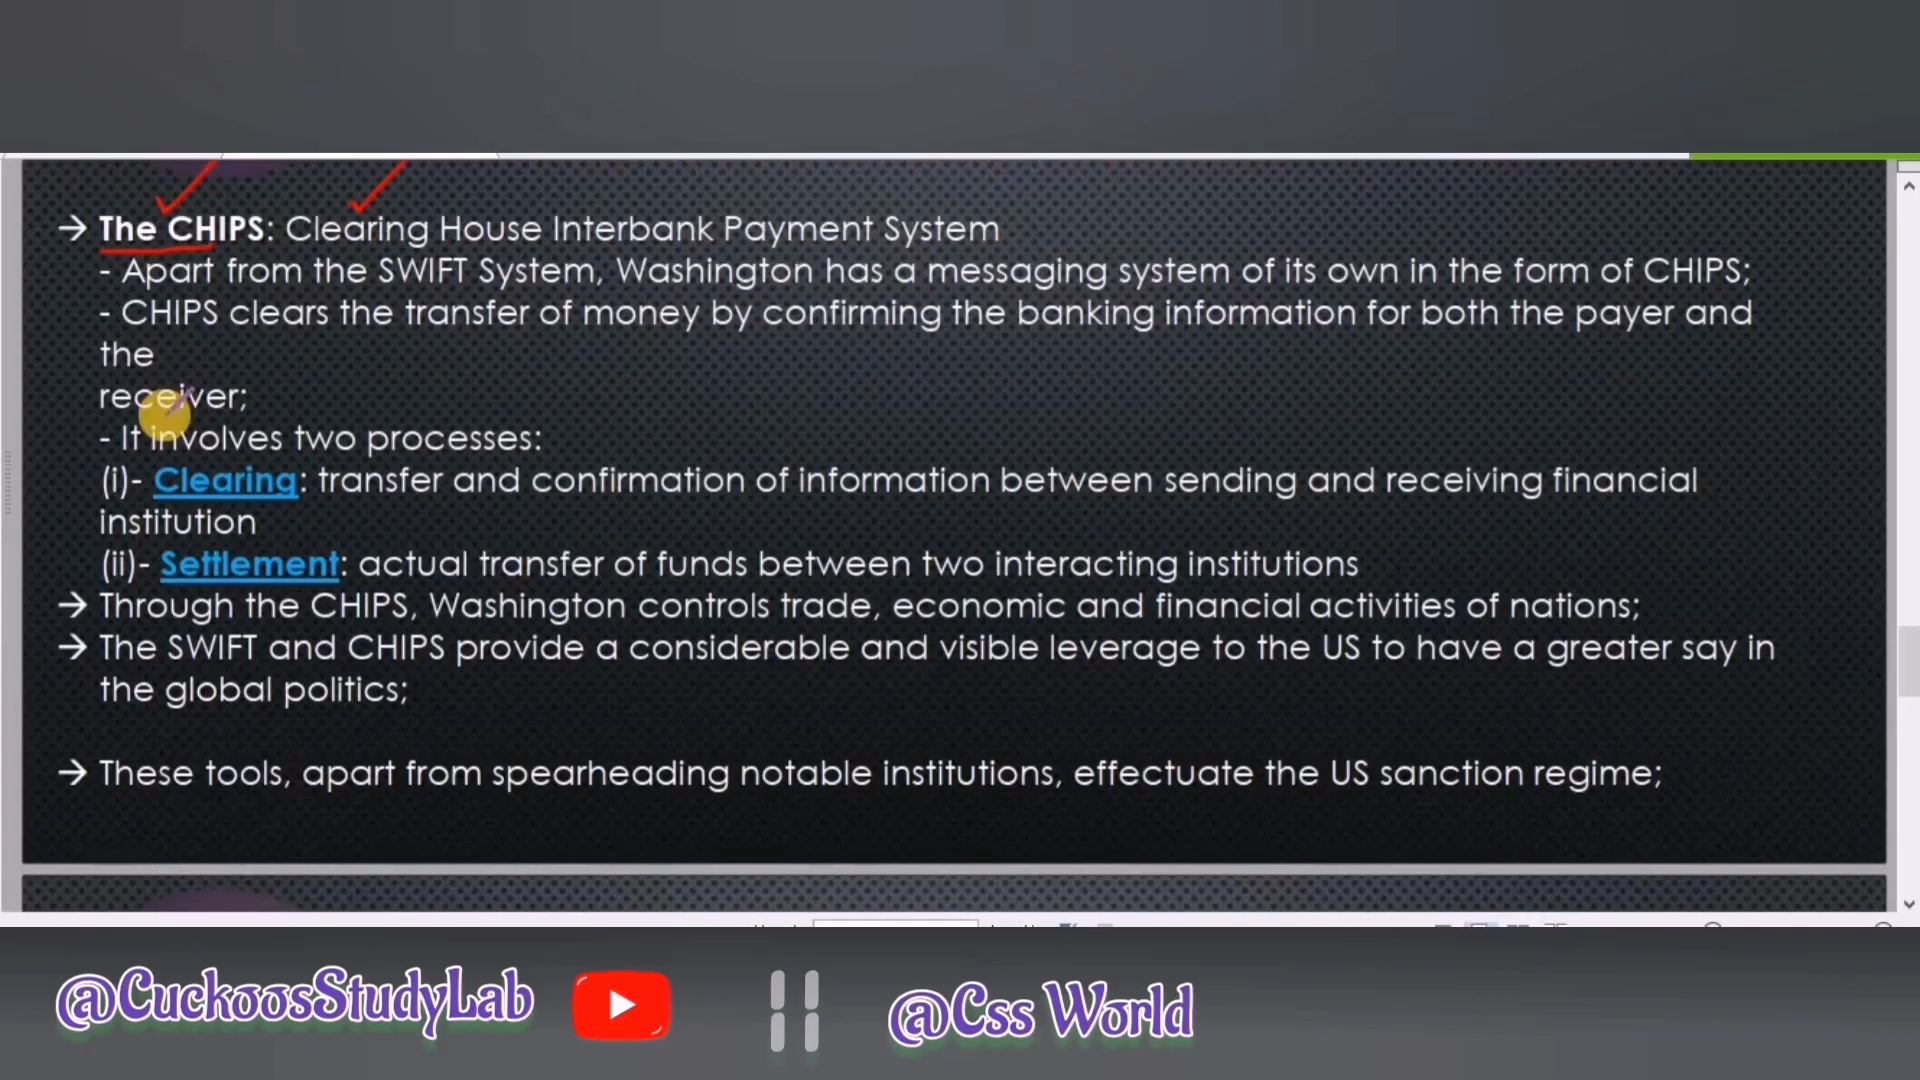 → The CHIPS: Clearing House Interbank Payment System
- Apart from the SWIFT System, Washington has a messaging system of its own in the form of CHIPS;
- CHIPS clears the transfer of money by confirming the banking information for both the payer and
the
receiver;
- It involves two processes:
(i)- Clearing: transfer and confirmation of information between sending and receiving financial
institution
(ii)- Settlement: actual transfer of funds between two interacting institutions
→ Through the CHIPS, Washington controls trade, economic and financial activities of nations;
→ The SWIFT and CHIPS provide a considerable and visible leverage to the US to have a greater say in
the global politics;
→ These tools, apart from spearheading notable institutions, effectuate the US sanction regime;
@CuckoosStudyLab
@Css World